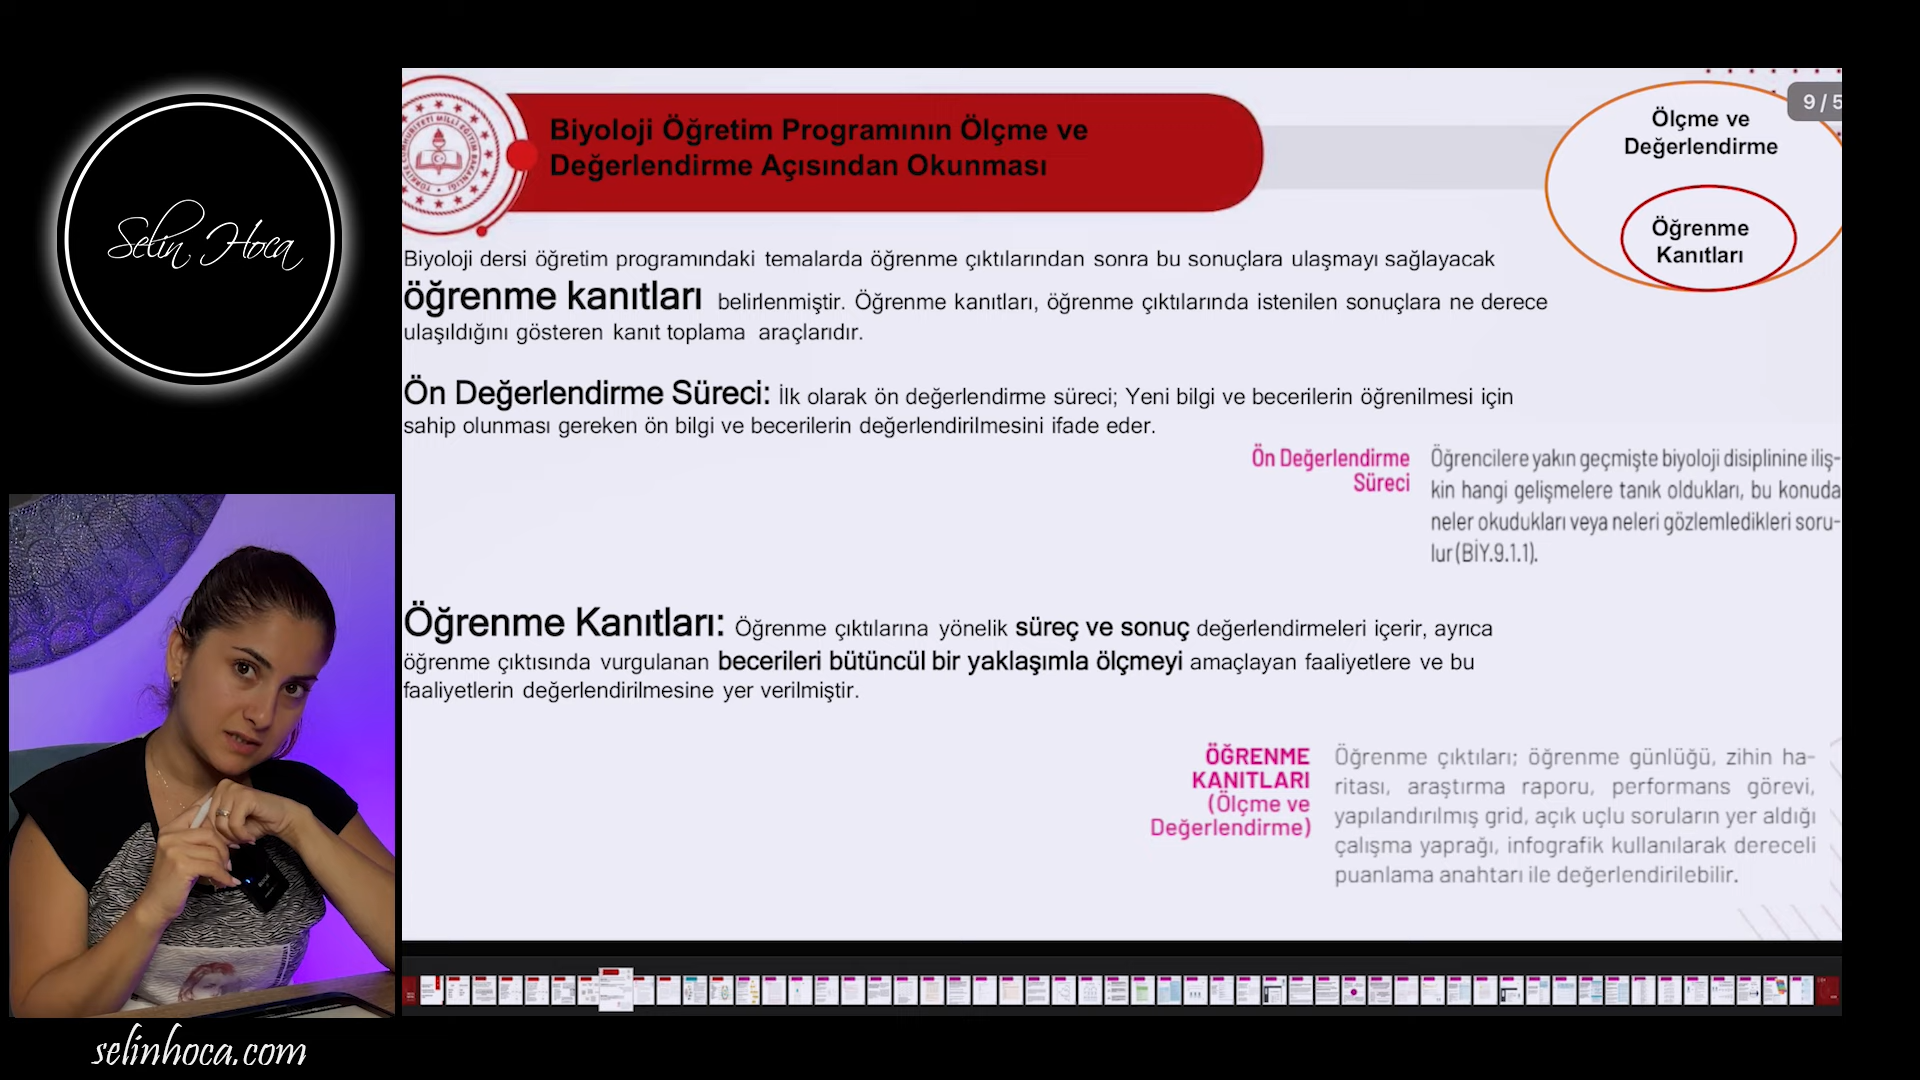 Selin Hoca
Biyoloji Öğretim Programının Ölçme ve
Değerlendirme Açısından Okunması
9 / 5
Ölçme ve
Değerlendirme
Öğrenme
Kanıtları
Biyoloji dersi öğretim programındaki temalarda öğrenme çıktılarından sonra bu sonuçlara ulaşmayı sağlayacak
öğrenme kanıtları belirlenmiştir. Öğrenme kanıtları, öğrenme çıktılarında istenilen sonuçlara ne derece
ulaşıldığını gösteren kanıt toplama araçlarıdır.
Ön Değerlendirme Süreci: İlk olarak ön değerlendirme süreci; Yeni bilgi ve becerilerin öğrenilmesi için
sahip olunması gereken ön bilgi ve becerilerin değerlendirilmesini ifade eder.
Ön Değerlendirme
Süreci
Öğrencilere yakın geçmişte biyoloji disiplinine iliş-
kin hangi gelişmelere tanık oldukları, bu konuda
neler okudukları veya neleri gözlemledikleri soru-
lur (BİY.9.1.1).
Öğrenme Kanıtları: Öğrenme çıktılarına yönelik süreç ve sonuç değerlendirmeleri içerir, ayrıca
öğrenme çıktısında vurgulanan becerileri bütüncül bir yaklaşımla ölçmeyi amaçlayan faaliyetlere ve bu
faaliyetlerin değerlendirilmesine yer verilmiştir.
ÖĞRENME
KANITLARI
(Ölçme ve
Değerlendirme)
Öğrenme çıktıları; öğrenme günlüğü, zihin ha-
ritası, araştırma raporu, performans görevi,
yapılandırılmış grid, açık uçlu soruların yer aldığı
çalışma yaprağı, infografik kullanılarak dereceli
puanlama anahtarı ile değerlendirilebilir.
selinhoca.com